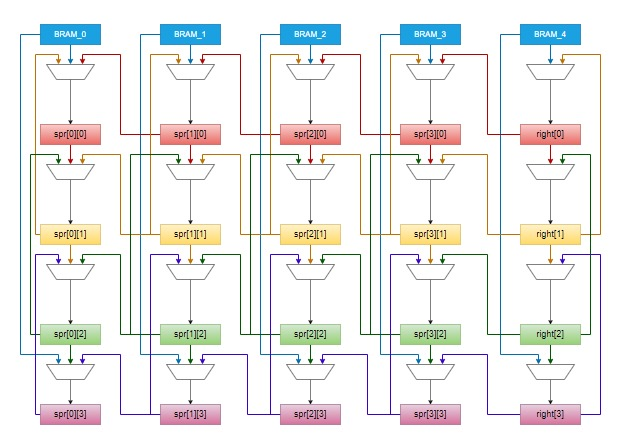 BRAM_0 BRAM_1 BRAM_2 BRAM_3 BRAM_4
spr[0][0] spr[1][0] spr[2][0] spr[3][0] right[0]
spr[0][1] spr[1][1] spr[2][1] spr[3][1] right[1]
spr[0][2] spr[1][2] spr[2][2] spr[3][2] right[2]
spr[0][3] spr[1][3] spr[2][3] spr[3][3] right[3]